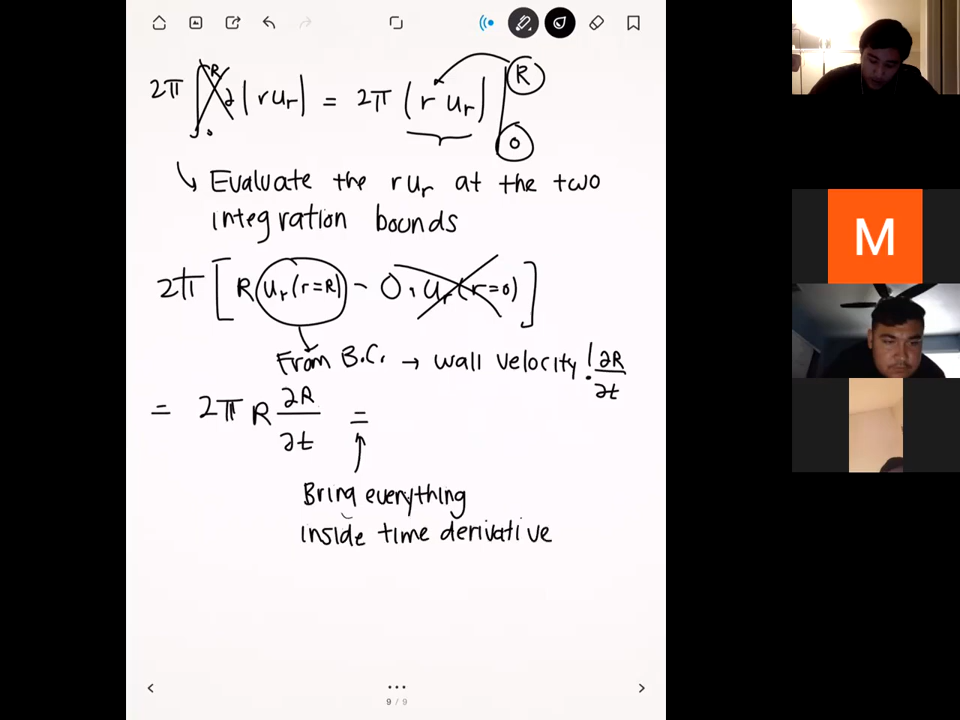 2π ∫₀ᴿ ∂(r uᵣ) = 2π (r uᵣ) |₀ᴿ
↳ Evaluate the r uᵣ at the two
integration bounds
2π [ R uᵣ(r=R) - 0 · uᵣ(r=0) ]
From B.C. → wall velocity! ∂R/∂t
= 2π R ∂R/∂t =
Bring everything
inside time derivative
9 / 9
M